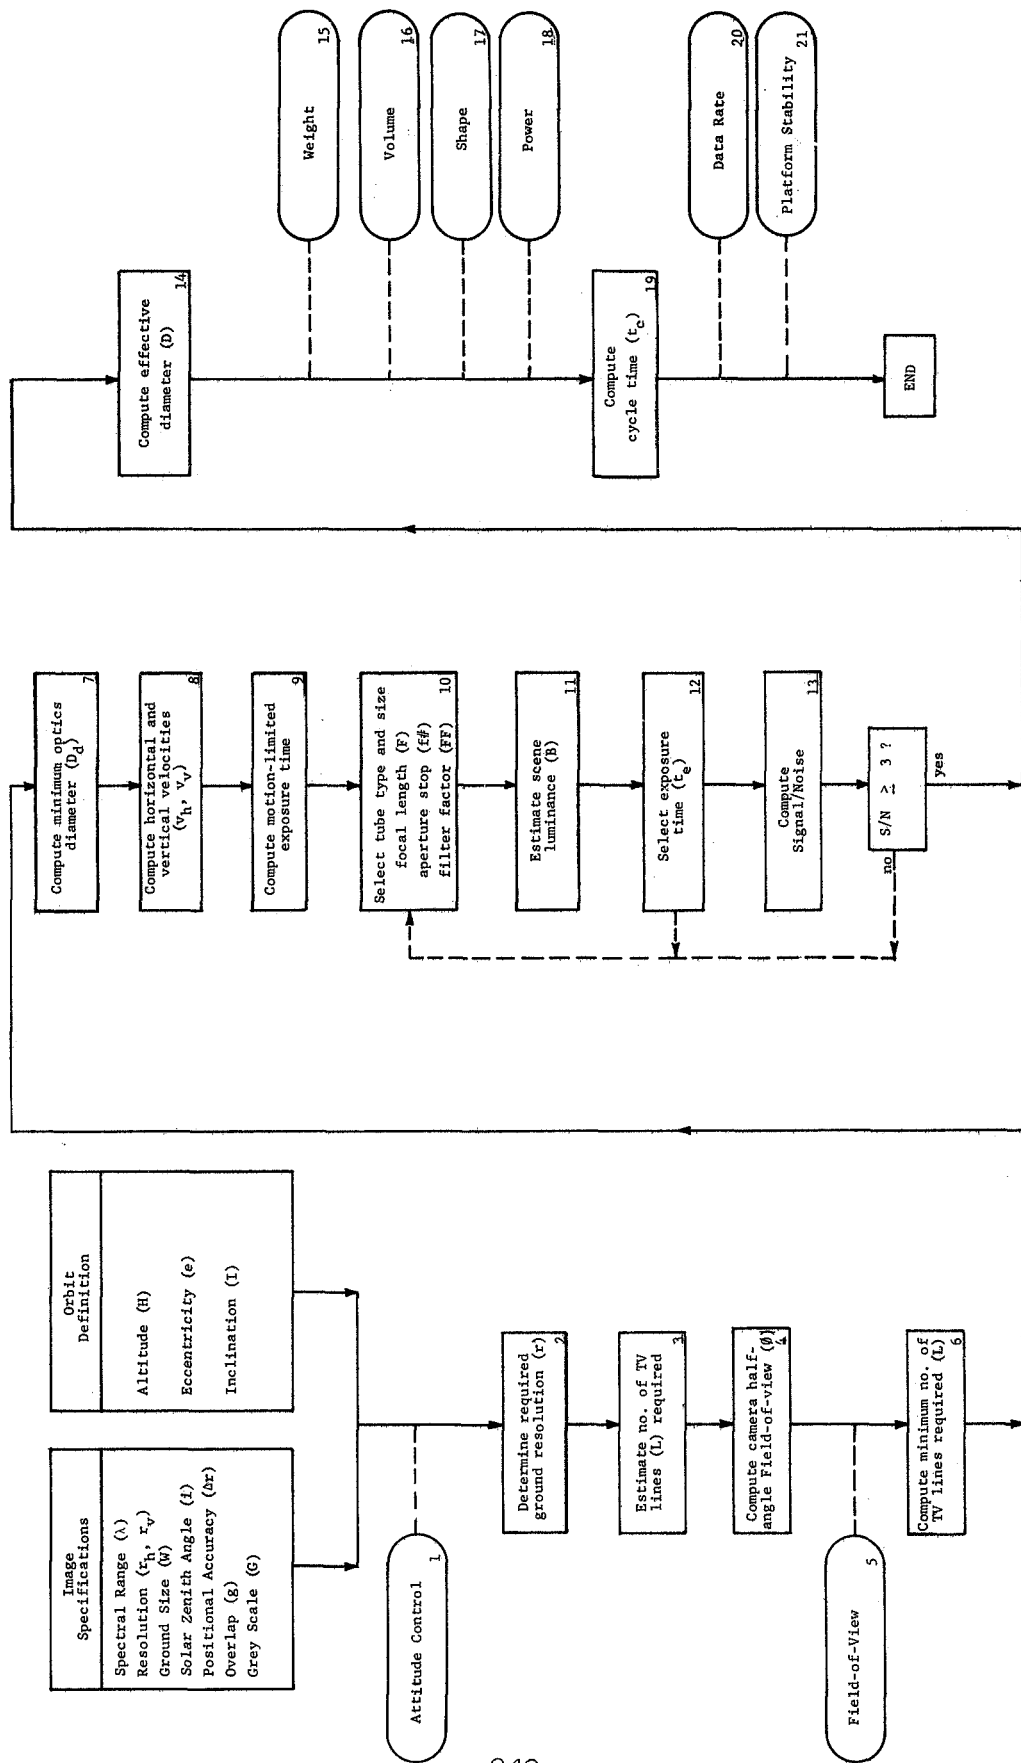 Image
Specifications
Spectral Range (λ)
Resolution (r_h, r_v)
Ground Size (W)
Solar Zenith Angle (i)
Positional Accuracy (Δr)
Overlap (g)
Grey Scale (G)
Orbit
Definition
Altitude (H)
Eccentricity (e)
Inclination (I)
Attitude Control
1
Determine required
ground resolution (r)
2
Estimate no. of TV
lines (L) required
3
Compute camera half-
angle Field-of-view (Ø)
4
Field-of-View
5
Compute minimum no. of
TV lines required (L)
6
Compute minimum optics
diameter (D_d)
7
Compute horizontal and
vertical velocities
(v_h, v_v)
8
Compute motion-limited
exposure time
9
Select tube type and size
focal length (F)
aperture stop (f#)
filter factor (FF)
10
Estimate scene
luminance (B)
11
Select exposure
time (t_e)
12
Compute
Signal/Noise
13
S/N ≥ 3 ?
no
yes
Compute effective
diameter (D)
14
Weight
15
Volume
16
Shape
17
Power
18
Compute
cycle time (t_c)
19
Data Rate
20
Platform Stability
21
END